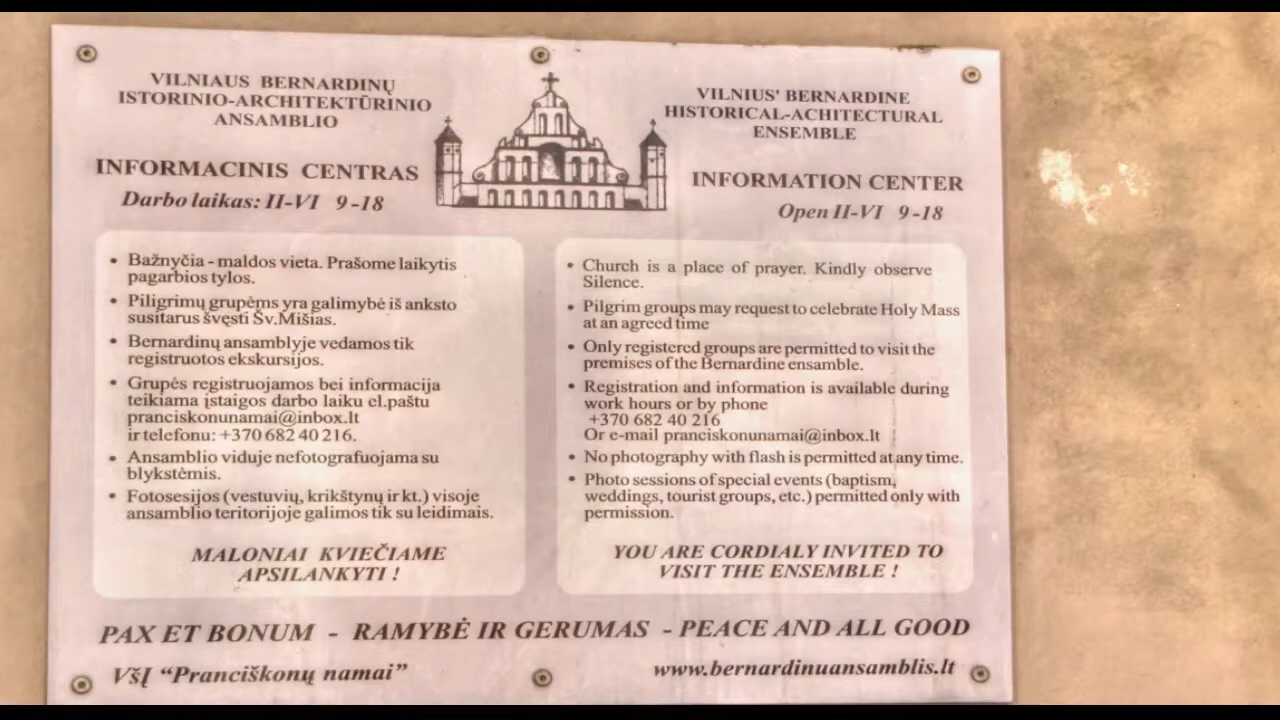 VILNIAUS BERNARDINŲ
ISTORINIO-ARCHITEKTŪRINIO
ANSAMBLIO
INFORMACINIS CENTRAS
Darbo laikas: II-VI 9-18
• Bažnyčia - maldos vieta. Prašome laikytis
pagarbios tylos.
• Piligrimų grupėms yra galimybė iš anksto
susitarus švęsti Šv.Mišias.
• Bernardinų ansamblyje vedamos tik
registruotos ekskursijos.
• Grupės registruojamos bei informacija
teikiama įstaigos darbo laiku el.paštu
pranciskonunamai@inbox.lt
ir telefonu: +370 682 40 216.
• Ansamblio viduje nefotografuojama su
blykstėmis.
• Fotosesijos (vestuvių, krikštynų ir kt.) visoje
ansamblio teritorijoje galimos tik su leidimais.
MALONIAI KVIEČIAME
APSILANKYTI !
VILNIUS' BERNARDINE
HISTORICAL-ACHITECTURAL
ENSEMBLE
INFORMATION CENTER
Open II-VI 9-18
• Church is a place of prayer. Kindly observe
Silence.
• Pilgrim groups may request to celebrate Holy Mass
at an agreed time
• Only registered groups are permitted to visit the
premises of the Bernardine ensamble.
• Registration and information is available during
work hours or by phone
+370 682 40 216
Or e-mail pranciskonunamai@inbox.lt
• No photography with flash is permitted at any time.
• Photo sessions of special events (baptism,
weddings, tourist groups, etc.) permitted only with
permission.
YOU ARE CORDIALY INVITED TO
VISIT THE ENSEMBLE !
PAX ET BONUM - RAMYBĖ IR GERUMAS - PEACE AND ALL GOOD
VšĮ “Pranciškonų namai”
www.bernardinuansamblis.lt